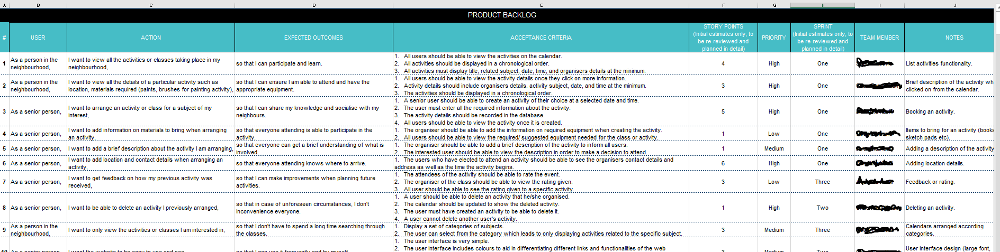 A B C D E F G H I J
PRODUCT BACKLOG
# USER ACTION EXPECTED OUTCOMES ACCEPTANCE CRITERIA STORY POINTS (Initial estimates only, to be re-reviewed and planned in detail) PRIORITY SPRINT (Initial estimates only, to be re-reviewed and planned in detail) TEAM MEMBER NOTES
1 As a person in the neighbourhood, I want to view all the activities or classes taking place in my neighbourhood, so that I can participate and learn.
1. All users should be able to view the activities on the calendar.
2. All activities should be displayed in a chronological order.
3. All activities must display title, related subject, date, time, and organisers details at the minimum.
4 High One List activities functionality.
2 As a person in the neighbourhood, I want to view all the details of a particular activity such as location, materials required (paints, brushes for painting activity), so that I can ensure I am able to attend and have the appropriate equipment.
1. All users should be able to view the activity details once they click on more information.
2. Activity details should include organisers details. activity subject, date, and time at the minimum.
3. The activities should be displayed in a chronological order.
3 High One Brief description of the activity wh clicked on from the calendar.
3 As a senior person, I want to arrange an activity or class for a subject of my interest, so that I can share my knowledge and socialise with my neighbours.
1. A senior user should be able to create an activity of their choice at a selected date and time.
2. The user must enter all the required information about the activity.
3. The activity details should be recorded in the database.
4. All users should be able to view the activity once it is created.
5 High One Booking an activity.
4 As a senior person, I want to add information on materials to bring when arranging an activity, so that everyone attending is able to participate in the activity.
1. The organiser should be able to add the information on required equipment when creating the activity.
2. All users should be able to view the required/ suggested equipment needed for the class or activity.
1 Low One Items to bring for an activity (books sketch pads etc).
5 As a senior person, I want to add a brief description about the activity I am arranging, so that everyone can get a brief understanding of what is involved.
1. The organiser should be able to add a brief description of the activity to inform all users.
2. The interested user should be able to view the description in order to make a decision to attend.
1 Medium One Adding a description of the activity
6 As a senior person, I want to add location and contact details when arranging an activity, so that everyone attending knows where to arrive.
1. The users who have elected to attend an activity should be able to see the organisers contact details and
address as well as the time the activity begins.
6 High One Adding location details.
7 As a senior person, I want to get feedback on how my previous activity was received, so that I can make improvements when planning future activities.
1. The attendees of the activity should be able to rate the event.
2. The organiser of the class should be able to view the rating given.
3. All user should be able to see the rating given to a specific activity.
3 Low Three Feedback or rating.
8 As a senior person, I want to be able to delete an activity I previously arranged, so that in case of unforeseen circumstances, I don't inconvenience everyone.
1. A user should be able to delete an activity that he/she organised.
2. The calendar should be updated to show the deleted activity.
3. The user must have created an activity to be able to delete it.
4. A user cannot delete another user's activity.
1 High Two Deleting an activity.
9 As a person in the neighbourhood, I want to only view the activities or classes I am interested in, so that I don't have to spend a long time searching through the classes.
1. Display a set of categories of subjects.
2. The user can select from the category which leads to only displaying activities related to the specific subject.
3 Medium Three Calendars arranged according categories.
10 As a senior person, I want the website to be easy to use and see so that I can use it frequently and by myself.
1. The user interface is very simple.
2. The user interface includes colours to aid in differentiating different links and functionalities of the web
3 Medium Two User interface design (large font,